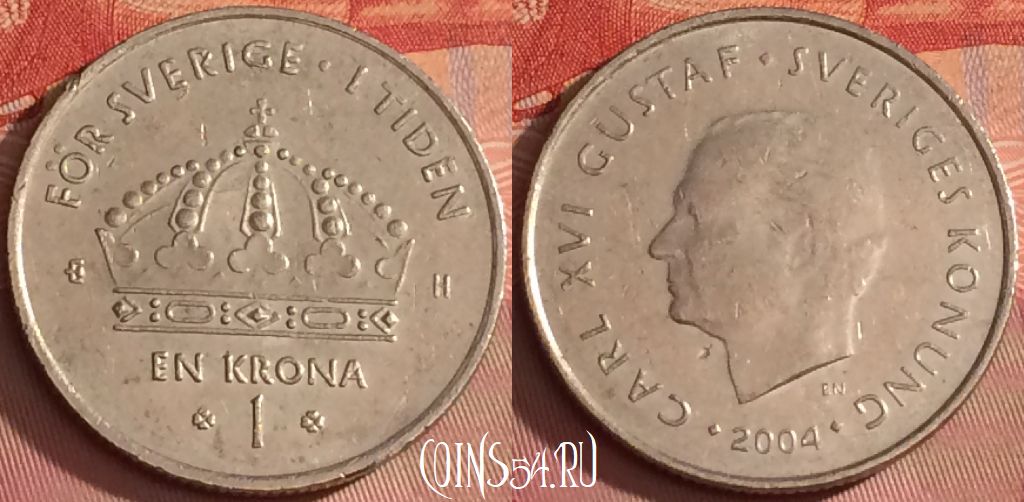 FÖR SVERIGE · I TIDEN
H
EN KRONA
1
CARL XVI GUSTAF · SVERIGES KONUNG
EN
· 2004 ·
COINS54.RU